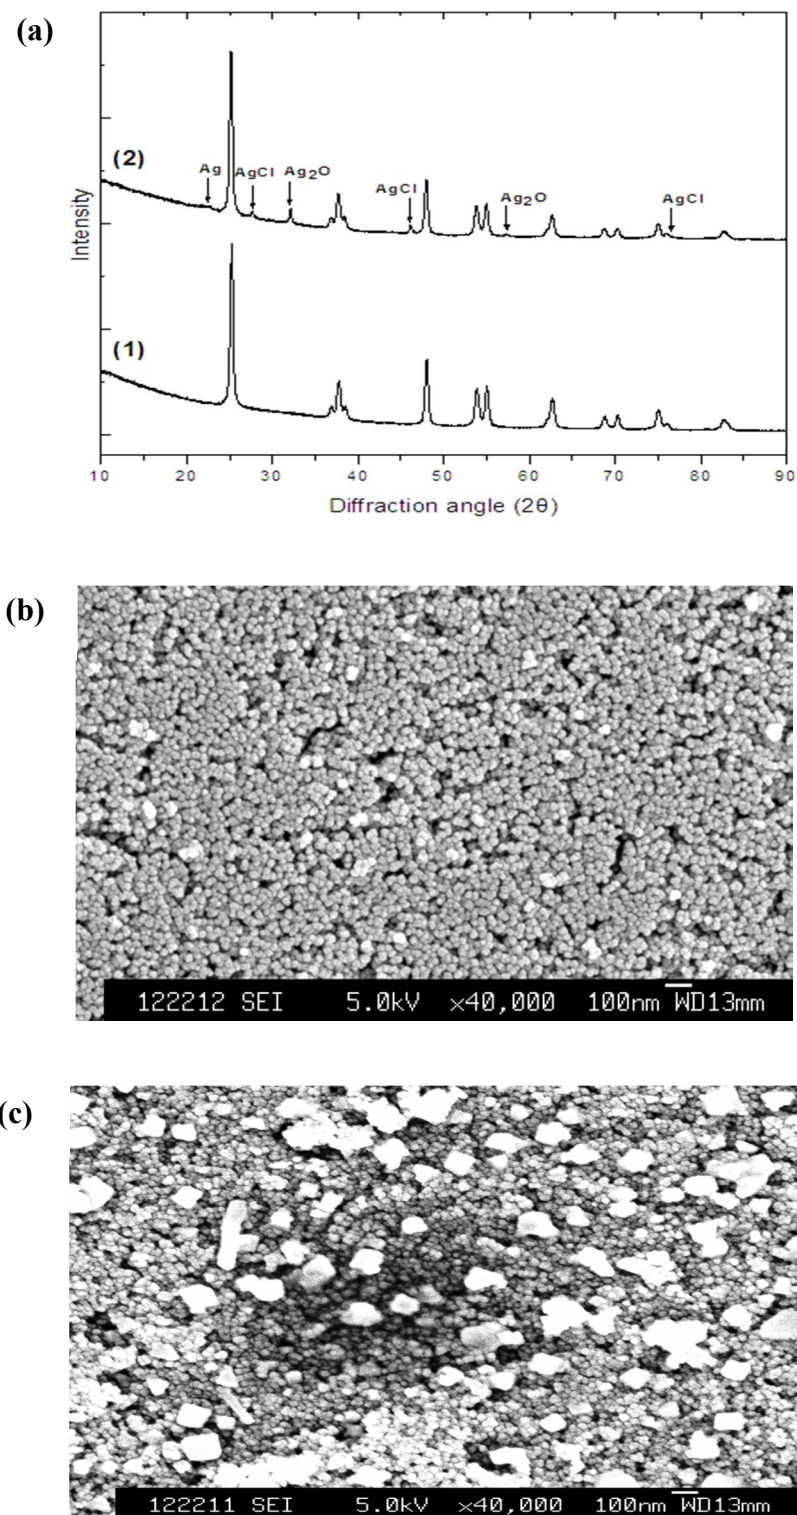 (a)
(2)
Ag
AgCl
Ag2O
AgCl
Ag2O
AgCl
Intensity
(1)
10 20 30 40 50 60 70 80 90
Diffraction angle (2θ)
(b)
122212 SEI 5.0kV ×40,000 100nm WD13mm
(c)
122211 SEI 5.0kV ×40,000 100nm WD13mm